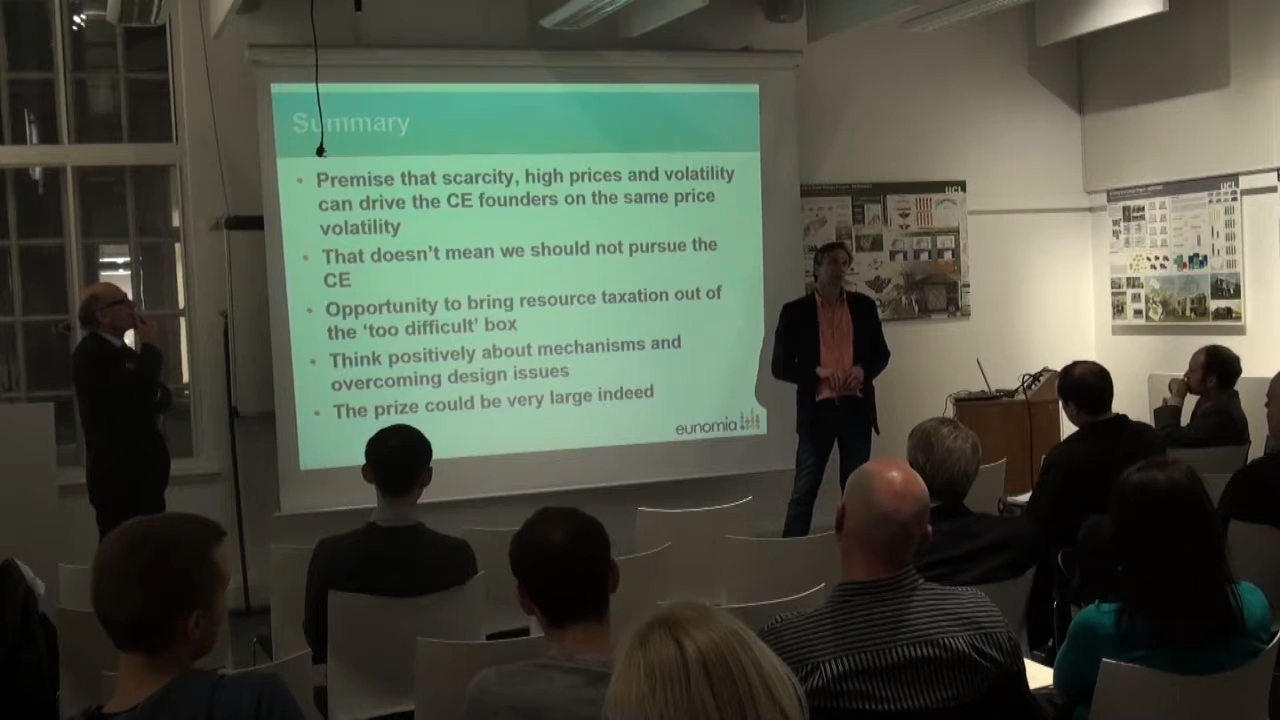 Summary
• Premise that scarcity, high prices and volatility
can drive the CE founders on the same price
volatility
• That doesn't mean we should not pursue the
CE
• Opportunity to bring resource taxation out of
the 'too difficult' box
• Think positively about mechanisms and
overcoming design issues
• The prize could be very large indeed
eunomia
UCL
UCL